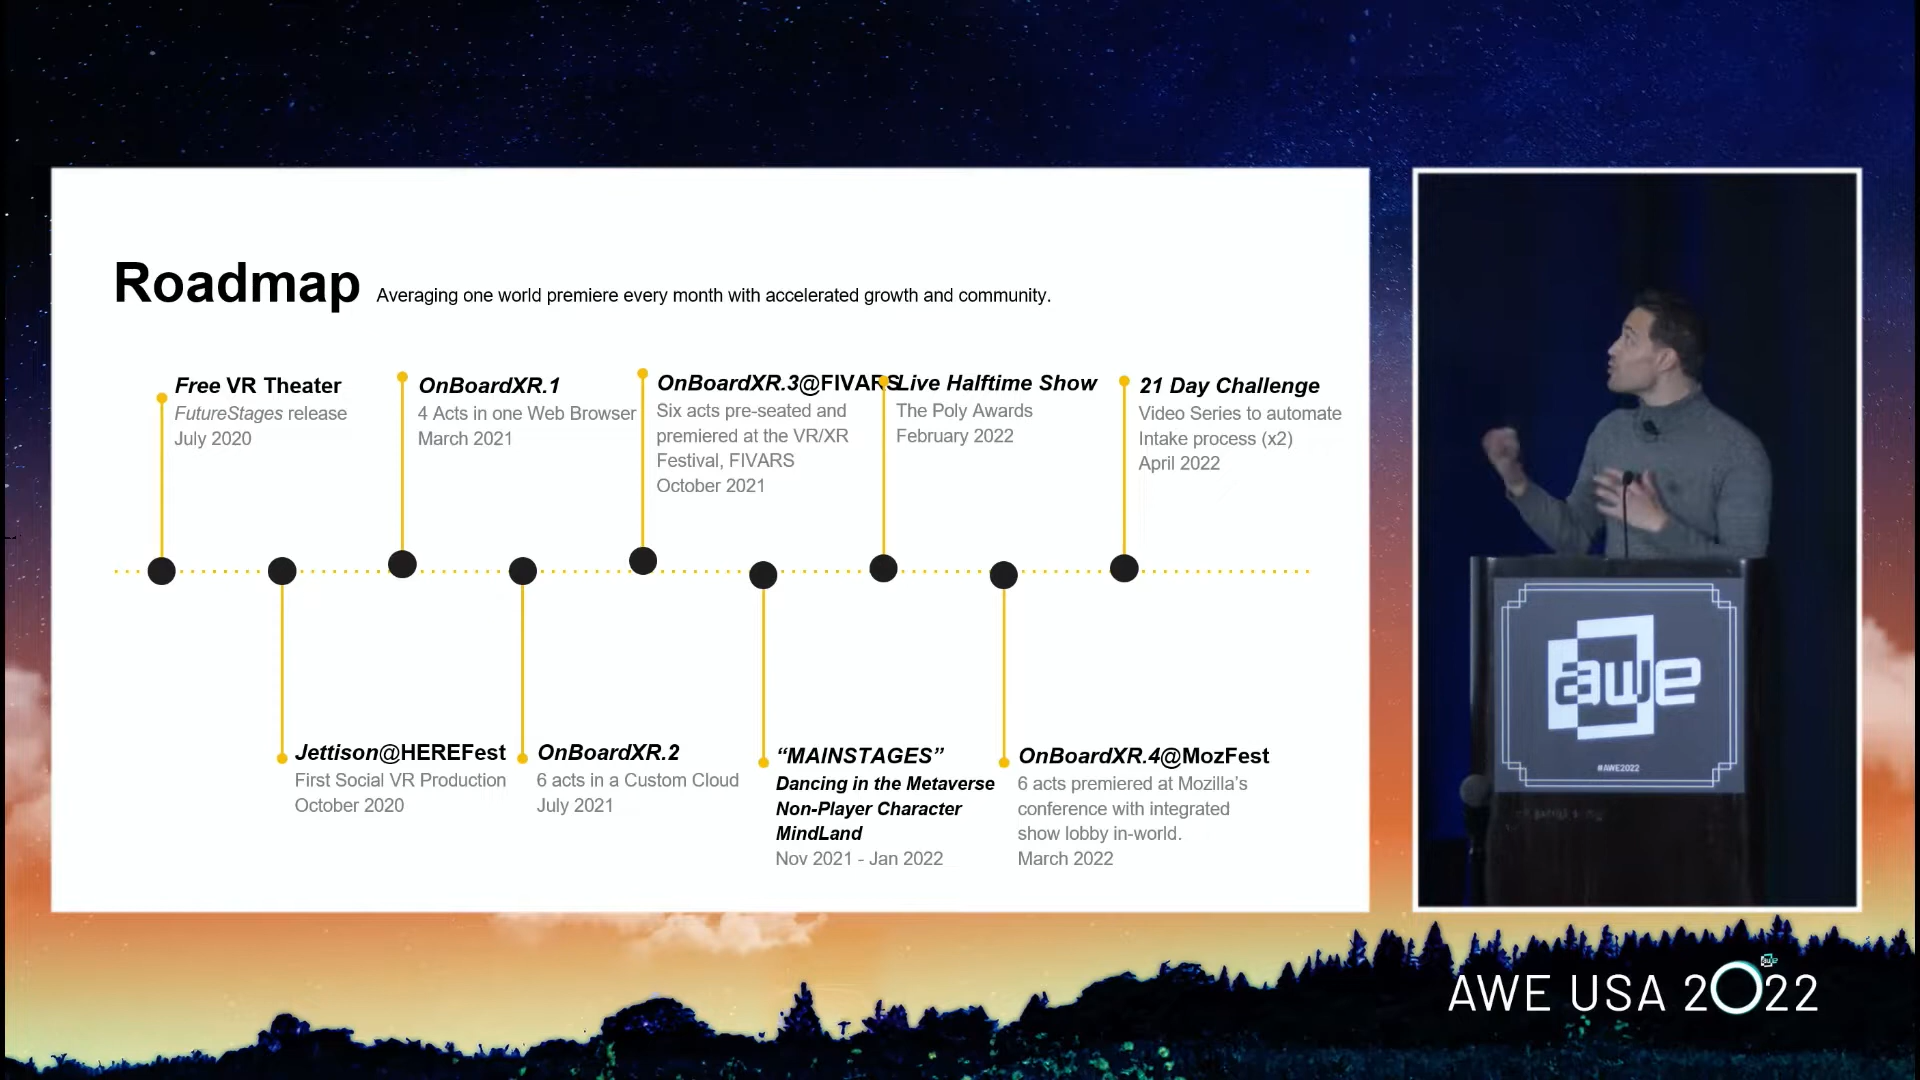 Roadmap Averaging one world premiere every month with accelerated growth and community.
Free VR Theater
FutureStages release
July 2020
OnBoardXR.1
4 Acts in one Web Browser
March 2021
OnBoardXR.3@FIVARS
Six acts pre-seated and
premiered at the VR/XR
Festival, FIVARS
October 2021
Live Halftime Show
The Poly Awards
February 2022
21 Day Challenge
Video Series to automate
Intake process (x2)
April 2022
Jettison@HEREFest
First Social VR Production
October 2020
OnBoardXR.2
6 acts in a Custom Cloud
July 2021
“MAINSTAGES”
Dancing in the Metaverse
Non-Player Character
MindLand
Nov 2021 - Jan 2022
OnBoardXR.4@MozFest
6 acts premiered at Mozilla’s
conference with integrated
show lobby in-world.
March 2022
awe
#AWE2022
AWE USA 2022